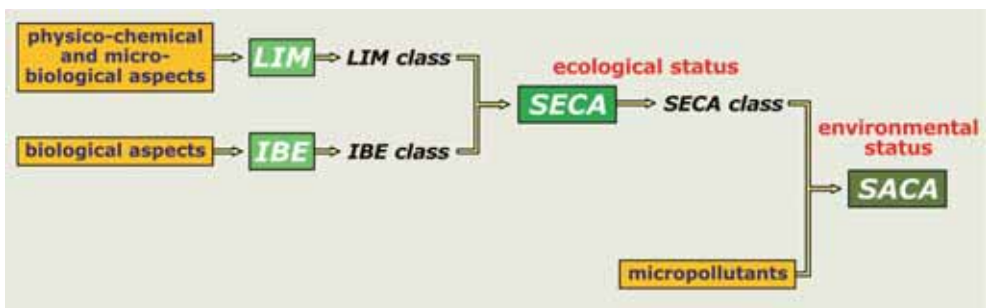 physico-chemical
and micro-
biological aspects
LIM
LIM class
ecological status
SECA
SECA class
biological aspects
IBE
IBE class
environmental
status
SACA
micropollutants